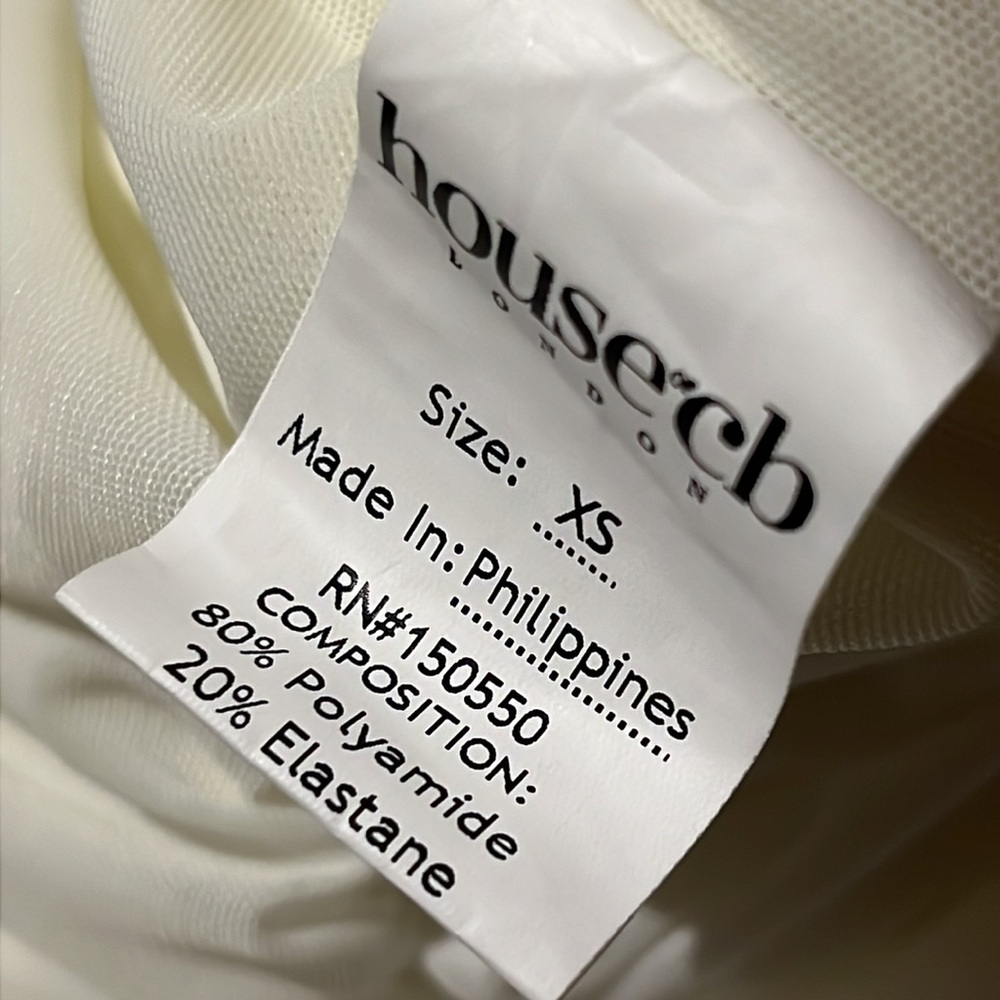 house of cb
LONDON
Size: XS
Made In: Philippines
RN#150550
COMPOSITION:
80% Polyamide
20% Elastane